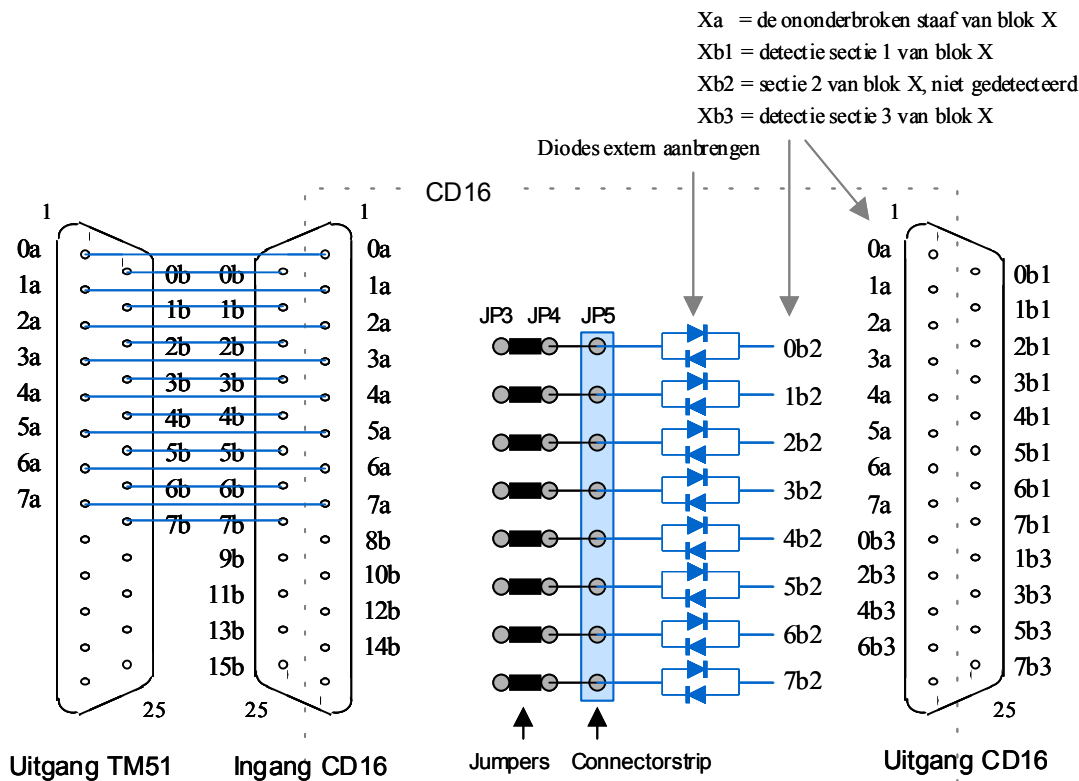 Xa = de ononderbroken staaf van blok X
Xb1 = detectie sectie 1 van blok X
Xb2 = sectie 2 van blok X, niet gedetecteerd
Xb3 = detectie sectie 3 van blok X
Diodes extern aanbrengen
CD16
1
0a
1a
2a
3a
4a
5a
6a
7a
0b
1b
2b
3b
4b
5b
6b
7b
25
Uitgang TM51
1
0b
1b
2b
3b
4b
5b
6b
7b
9b
11b
13b
15b
0a
1a
2a
3a
4a
5a
6a
7a
8b
10b
12b
14b
25
Ingang CD16
JP3 JP4 JP5
0b2
1b2
2b2
3b2
4b2
5b2
6b2
7b2
Jumpers Connectorstrip
1
0a
1a
2a
3a
4a
5a
6a
7a
0b3
2b3
4b3
6b3
0b1
1b1
2b1
3b1
4b1
5b1
6b1
7b1
1b3
3b3
5b3
7b3
25
Uitgang CD16